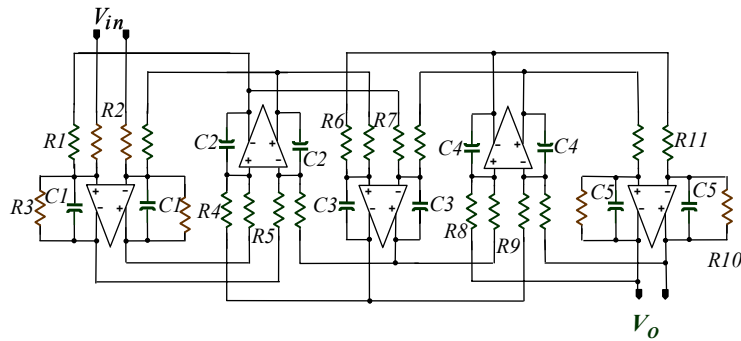 Vin
R1
R2
C2
C2
R6
R7
C4
C4
R11
R3
C1
C1
R4
R5
C3
C3
R8
R9
C5
C5
R10
Vo
+
-
-
+
+
-
-
+
+
-